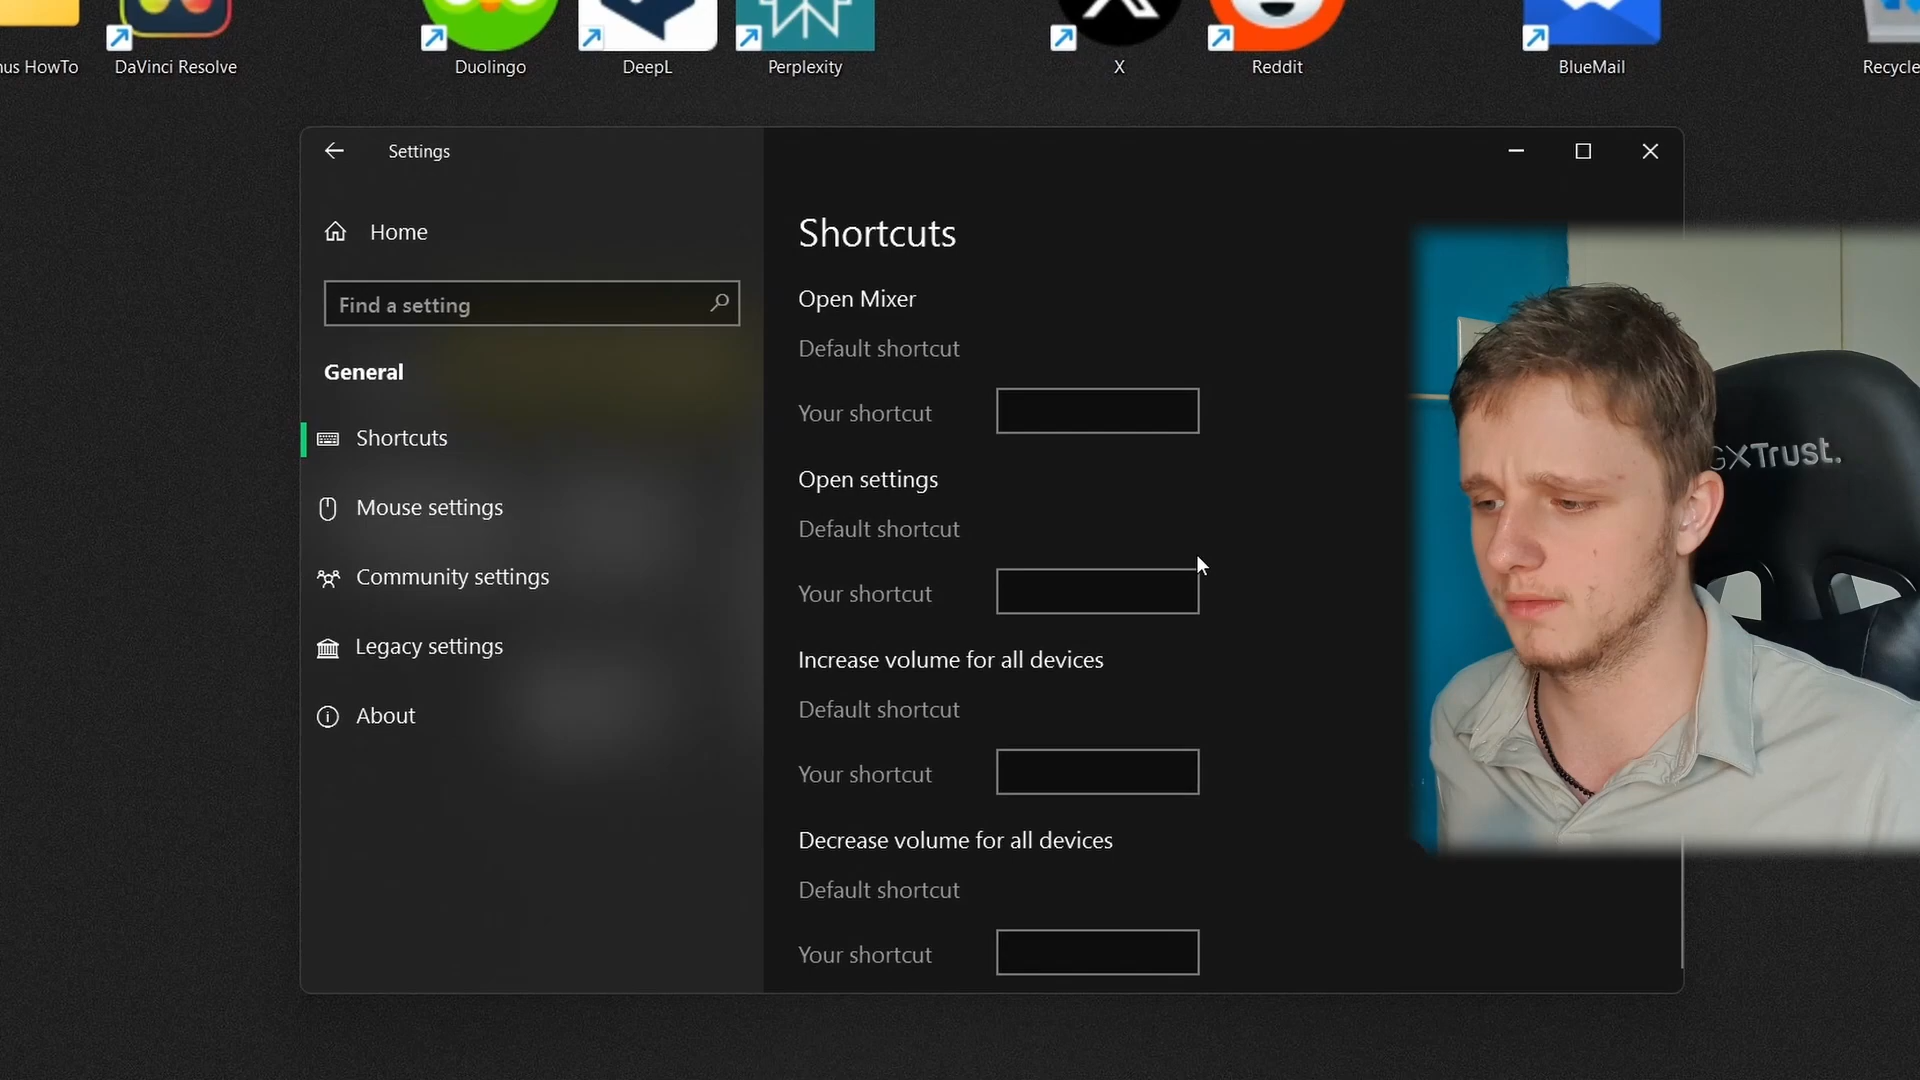 nus HowTo
DaVinci Resolve
Duolingo
DeepL
Perplexity
X
Reddit
BlueMail
Recycle
Settings
Home
Find a setting
General
Shortcuts
Mouse settings
Community settings
Legacy settings
About
Shortcuts
Open Mixer
Default shortcut
Your shortcut
Open settings
Default shortcut
Your shortcut
Increase volume for all devices
Default shortcut
Your shortcut
Decrease volume for all devices
Default shortcut
Your shortcut
GXTrust.